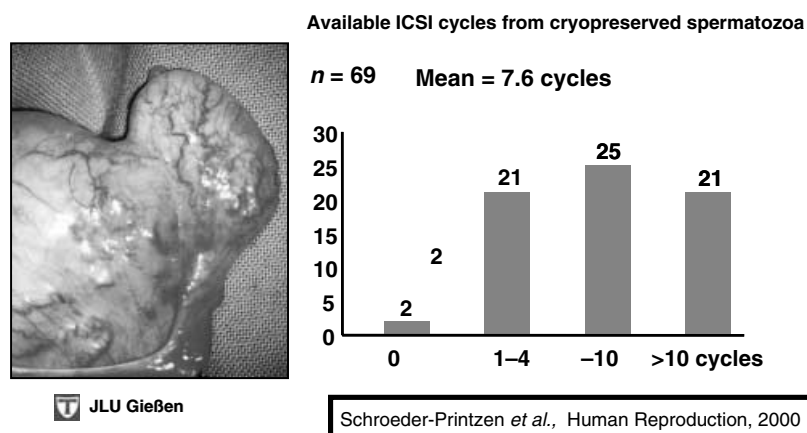 Available ICSI cycles from cryopreserved spermatozoa
n = 69 Mean = 7.6 cycles
30
25
20
15
10
5
0
2
2
21
25
21
0 1–4 –10 >10 cycles
JLU Gießen
Schroeder-Printzen et al., Human Reproduction, 2000